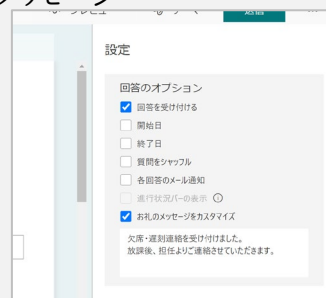 設定
回答のオプション
回答を受け付ける
開始日
終了日
質問をシャッフル
各回答のメール通知
進行状況バーの表示
お礼のメッセージをカスタマイズ
欠席・遅刻連絡を受け付けました。
放課後、担任よりご連絡させていただきます。